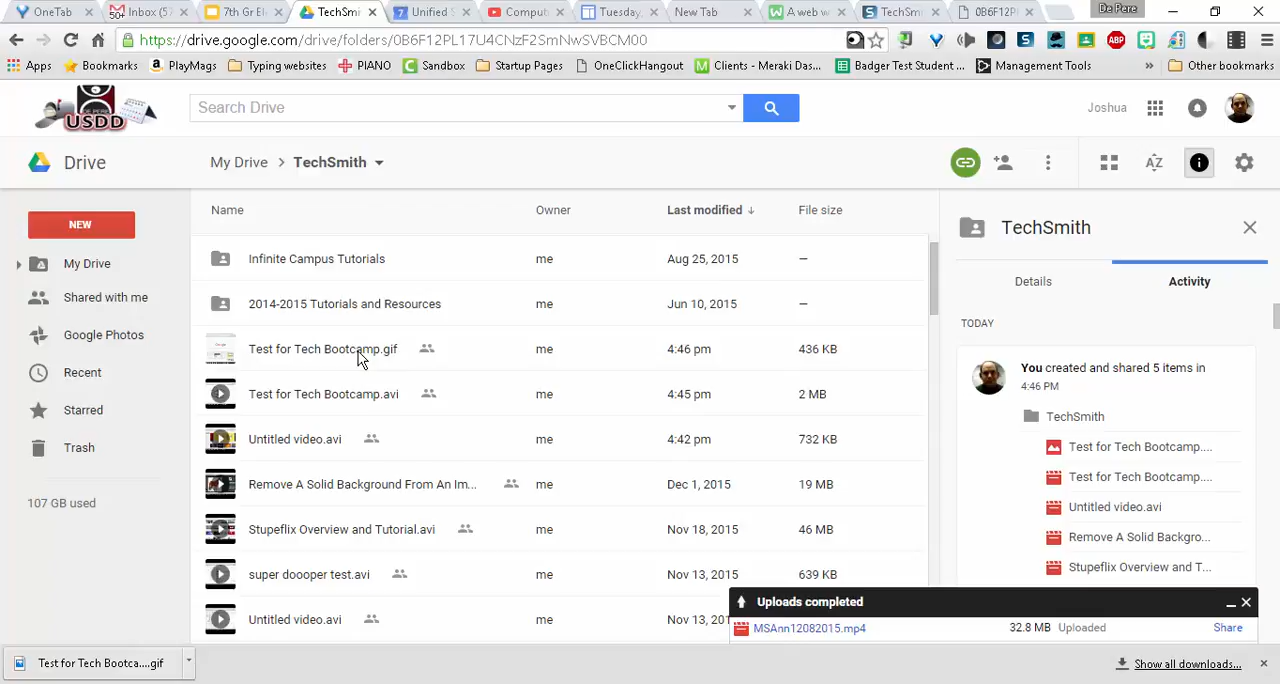 OneTab
Inbox (57
7th Gr El
TechSmi
Unified S
Comput
Tuesday,
New Tab
A web w
TechSm
0B6F12
De Pere
https://drive.google.com/drive/folders/0B6F12PL17U4CNzF2SmNwSVBCM00
Apps
Bookmarks
PlayMags
Typing websites
PIANO
Sandbox
Startup Pages
OneClickHangout
Clients - Meraki Das...
Badger Test Student ...
Management Tools
»
Other bookmarks
USDD
Search Drive
Joshua
Drive
My Drive > TechSmith
NEW
My Drive
Shared with me
Google Photos
Recent
Starred
Trash
107 GB used
Name Owner Last modified ↓ File size
Infinite Campus Tutorials me Aug 25, 2015 –
2014-2015 Tutorials and Resources me Jun 10, 2015 –
Test for Tech Bootcamp.gif me 4:46 pm 436 KB
Test for Tech Bootcamp.avi me 4:45 pm 2 MB
Untitled video.avi me 4:42 pm 732 KB
Remove A Solid Background From An Im... me Dec 1, 2015 19 MB
Stupeflix Overview and Tutorial.avi me Nov 18, 2015 46 MB
super doooper test.avi me Nov 13, 2015 639 KB
Untitled video.avi me Nov 13, 201
TechSmith
Details Activity
TODAY
You created and shared 5 items in
4:46 PM
TechSmith
Test for Tech Bootcamp....
Test for Tech Bootcamp....
Untitled video.avi
Remove A Solid Backgro...
Stupeflix Overview and T...
Uploads completed
MSAnn12082015.mp4 32.8 MB Uploaded Share
Test for Tech Bootca....gif
Show all downloads...